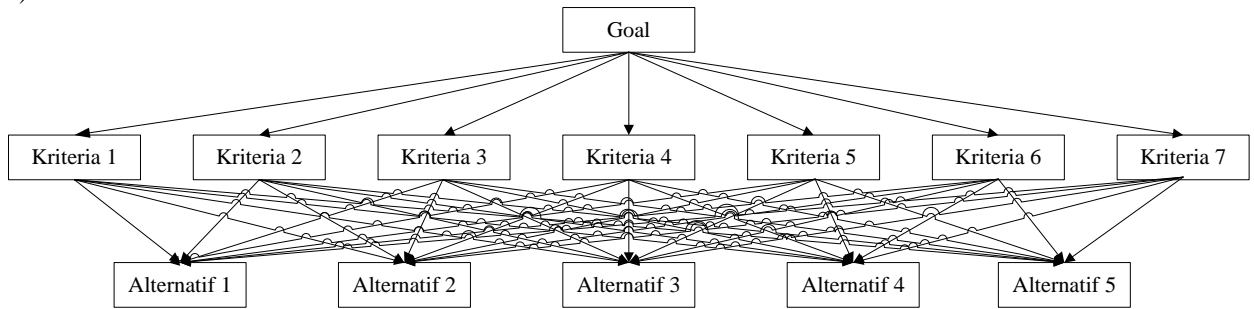 Goal
Kriteria 1
Kriteria 2
Kriteria 3
Kriteria 4
Kriteria 5
Kriteria 6
Kriteria 7
Alternatif 1
Alternatif 2
Alternatif 3
Alternatif 4
Alternatif 5